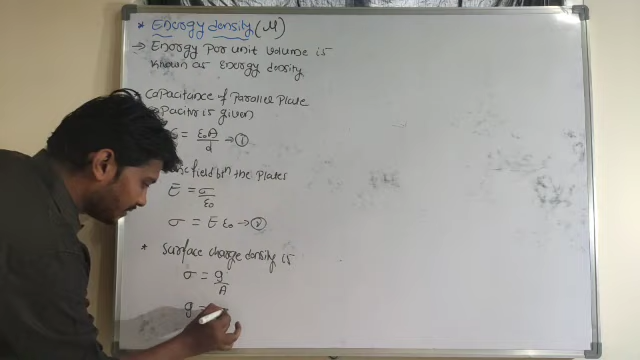 * Energy density (M)
→ Energy Per unit volume is
known as energy density
Capacitance of Parallel Plate
capacitor is given
= ε₀A/d → ①
field b/n the Plates
E = σ/ε₀
σ = E ε₀ → ②
* Surface charge density is
σ = q/A
q =